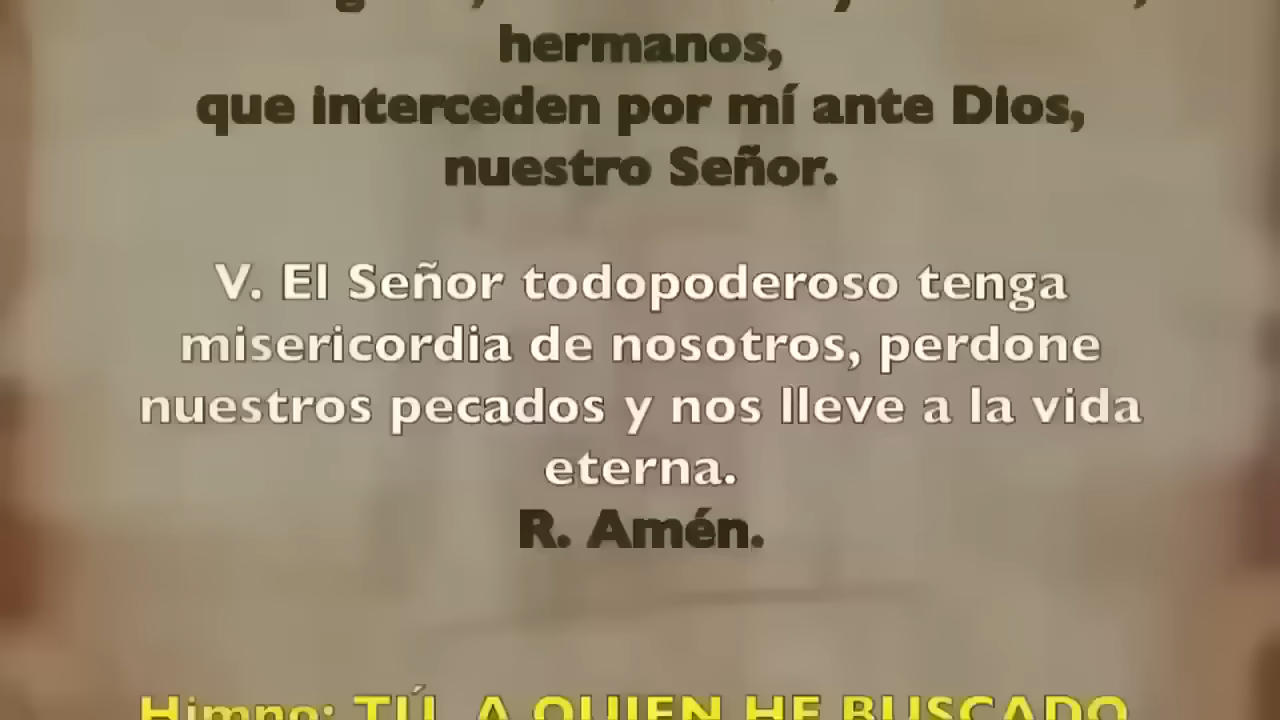 hermanos,
que interceden por mí ante Dios,
nuestro Señor.
V. El Señor todopoderoso tenga
misericordia de nosotros, perdone
nuestros pecados y nos lleve a la vida
eterna.
R. Amén.
Himno: TÚ, A QUIEN HE BUSCADO